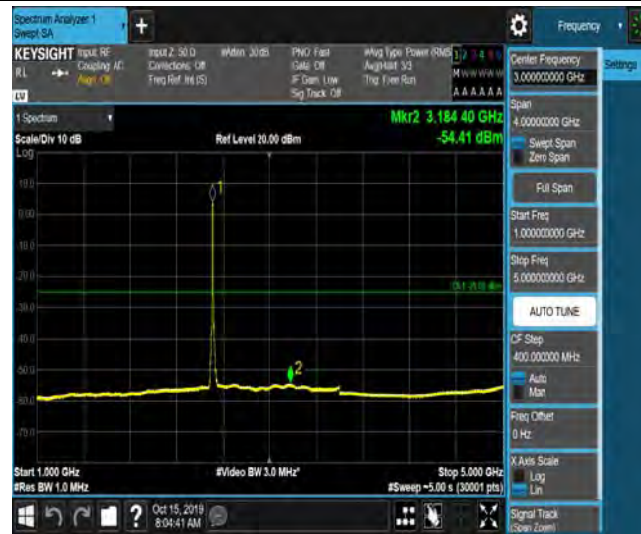 Spectrum Analyzer 1
Swept SA
+
Frequency
KEYSIGHT
Input: RF
Input Z: 50 Ω
#Atten: 30 dB
PNO: Fast
#Avg Type: Power (RMS)
1 2 3 4 5 6
RL
Coupling: AC
Corrections: Off
Gate: Off
Avg|Hold: 3/3
M W W W W W
Align: Off
Freq Ref: Int (S)
IF Gain: Low
Trig: Free Run
LV
Sig Track: Off
A A A A A A
1 Spectrum
Mkr2 3.184 40 GHz
Scale/Div 10 dB
Ref Level 20.00 dBm
-54.41 dBm
Log
10.0
1
0.00
-10.0
-20.0
-30.0
-40.0
2
-50.0
-60.0
-70.0
Start 1.000 GHz
#Video BW 3.0 MHz*
Stop 5.000 GHz
#Res BW 1.0 MHz
#Sweep ~5.00 s (30001 pts)
Center Frequency
3.000000000 GHz
Settings
Span
4.00000000 GHz
Swept Span
Zero Span
Full Span
Start Freq
1.000000000 GHz
Stop Freq
5.000000000 GHz
AUTO TUNE
CF Step
400.000000 MHz
Auto
Man
Freq Offset
0 Hz
X Axis Scale
Log
Lin
Signal Track
(Span Zoom)
?
Oct 15, 2019
8:04:41 AM